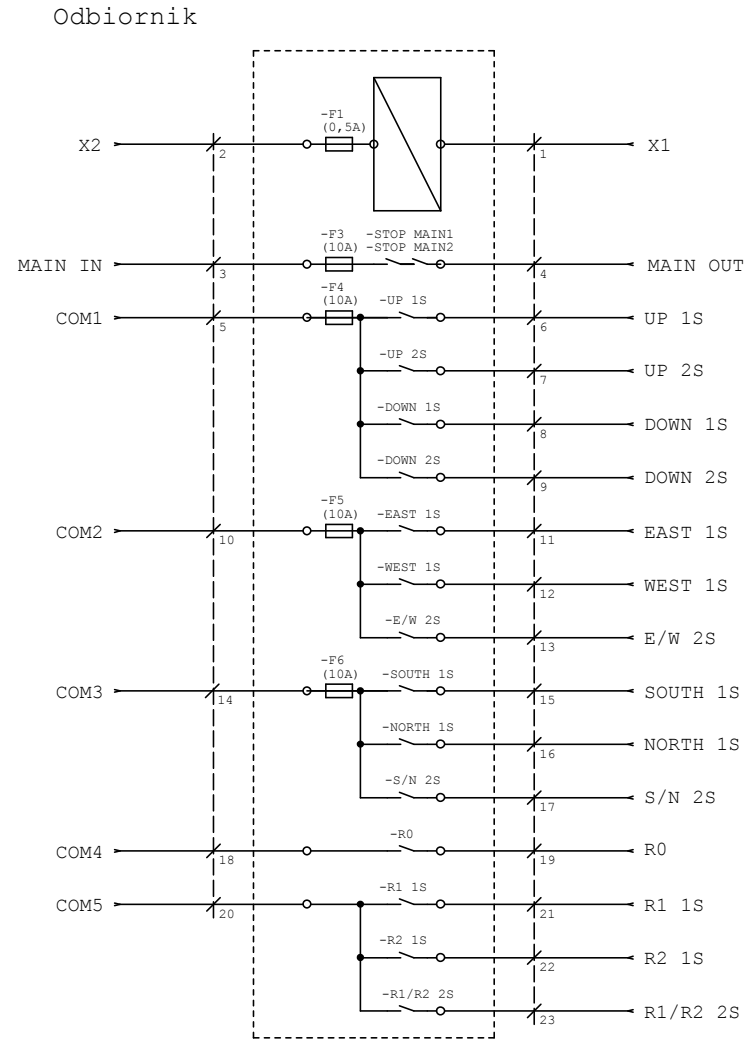 Odbiornik
-F1
(0,5A)
X2
2
1
X1
-F3
(10A)
-STOP MAIN1
-STOP MAIN2
MAIN IN
3
4
MAIN OUT
-F4
(10A)
-UP 1S
COM1
5
6
UP 1S
-UP 2S
7
UP 2S
-DOWN 1S
8
DOWN 1S
-DOWN 2S
9
DOWN 2S
-F5
(10A)
-EAST 1S
COM2
10
11
EAST 1S
-WEST 1S
12
WEST 1S
-E/W 2S
13
E/W 2S
-F6
(10A)
-SOUTH 1S
COM3
14
15
SOUTH 1S
-NORTH 1S
16
NORTH 1S
-S/N 2S
17
S/N 2S
-R0
COM4
18
19
R0
-R1 1S
COM5
20
21
R1 1S
-R2 1S
22
R2 1S
-R1/R2 2S
23
R1/R2 2S